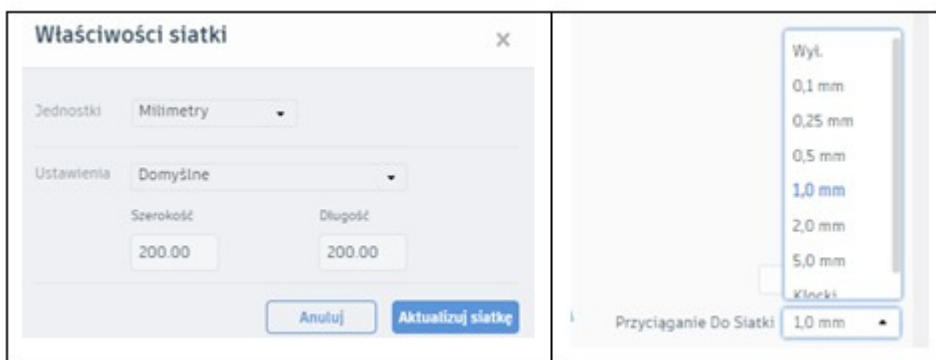 Właściwości siatki
×
Jednostki Milimetry
Ustawienia Domyślne
Szerokość Długość
200.00 200.00
Anuluj Aktualizuj siatkę
Wył.
0,1 mm
0,25 mm
0,5 mm
1,0 mm
2,0 mm
5,0 mm
Klocki
Przyciąganie Do Siatki 1,0 mm